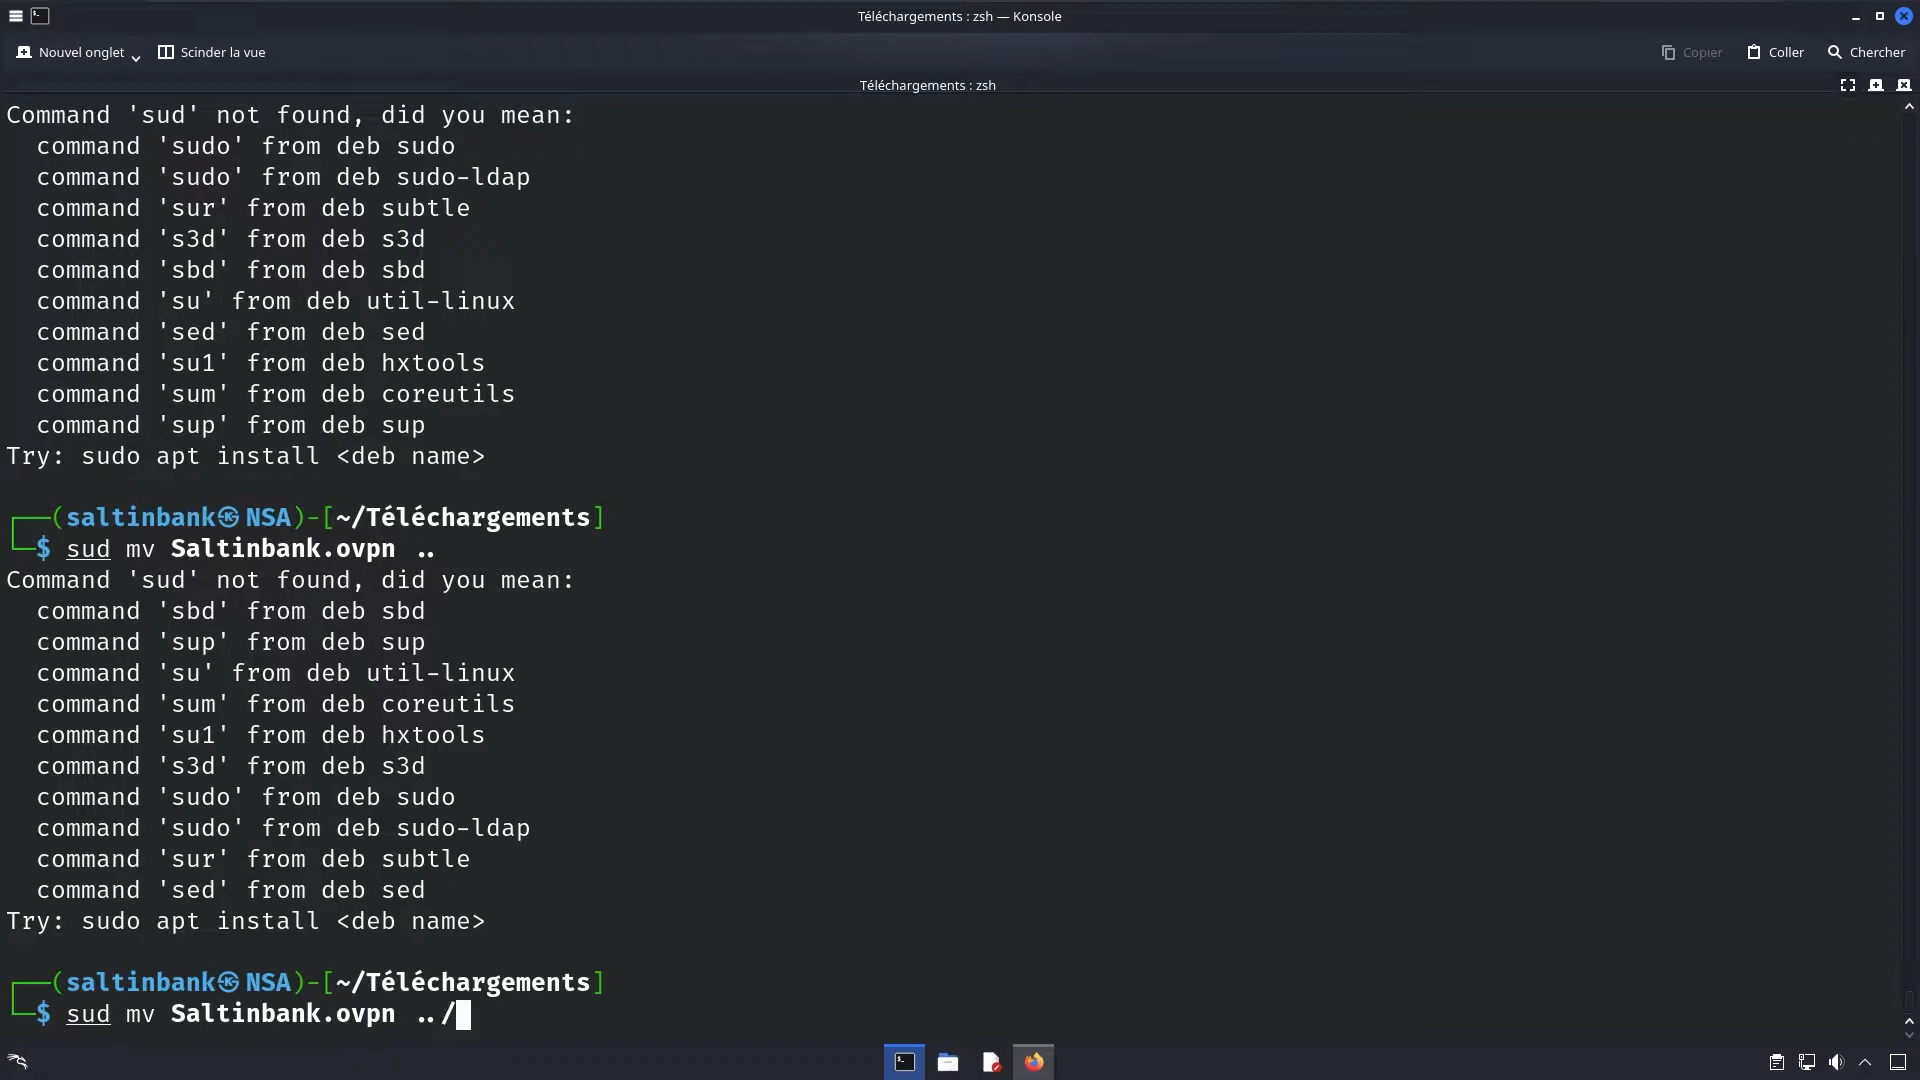 Téléchargements : zsh — Konsole
Nouvel onglet
Scinder la vue
Copier
Coller
Chercher
Téléchargements : zsh
Command 'sud' not found, did you mean:
  command 'sudo' from deb sudo
  command 'sudo' from deb sudo-ldap
  command 'sur' from deb subtle
  command 's3d' from deb s3d
  command 'sbd' from deb sbd
  command 'su' from deb util-linux
  command 'sed' from deb sed
  command 'su1' from deb hxtools
  command 'sum' from deb coreutils
  command 'sup' from deb sup
Try: sudo apt install <deb name>
┌──(saltinbank㉿NSA)-[~/Téléchargements]
└─$ sud mv Saltinbank.ovpn ..
Command 'sud' not found, did you mean:
  command 'sbd' from deb sbd
  command 'sup' from deb sup
  command 'su' from deb util-linux
  command 'sum' from deb coreutils
  command 'su1' from deb hxtools
  command 's3d' from deb s3d
  command 'sudo' from deb sudo
  command 'sudo' from deb sudo-ldap
  command 'sur' from deb subtle
  command 'sed' from deb sed
Try: sudo apt install <deb name>
┌──(saltinbank㉿NSA)-[~/Téléchargements]
└─$ sud mv Saltinbank.ovpn ../